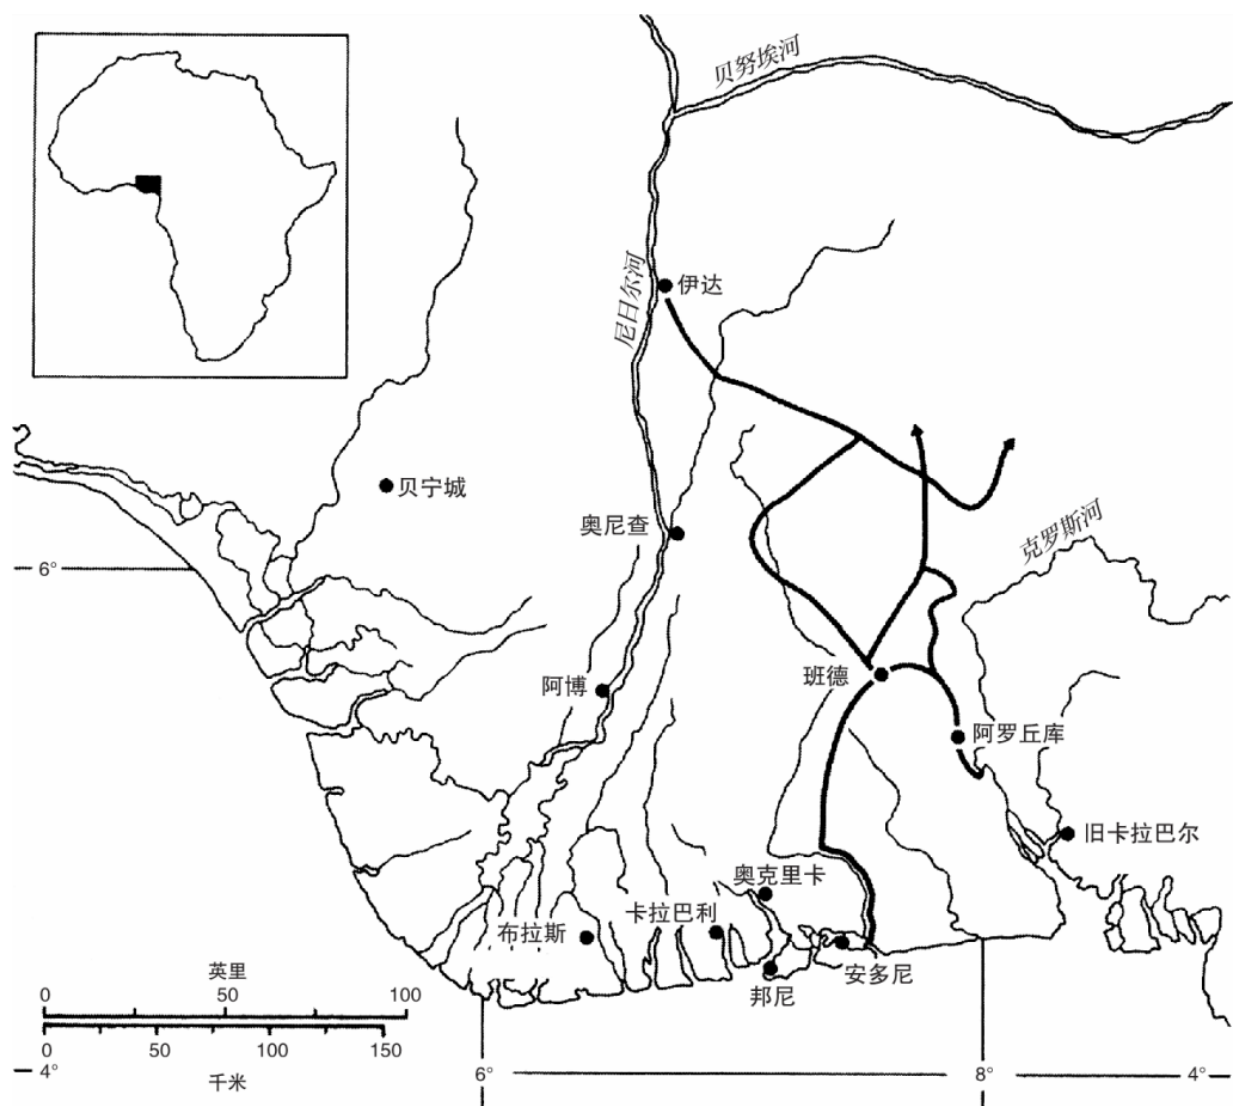 贝努埃河
尼日尔河
伊达
贝宁城
奥尼查
克罗斯河
6°
班德
阿博
阿罗丘库
旧卡拉巴尔
奥克里卡
卡拉巴利
布拉斯
安多尼
邦尼
英里
0 50 100
0 50 100 150
千米
4° 6° 8° 4°